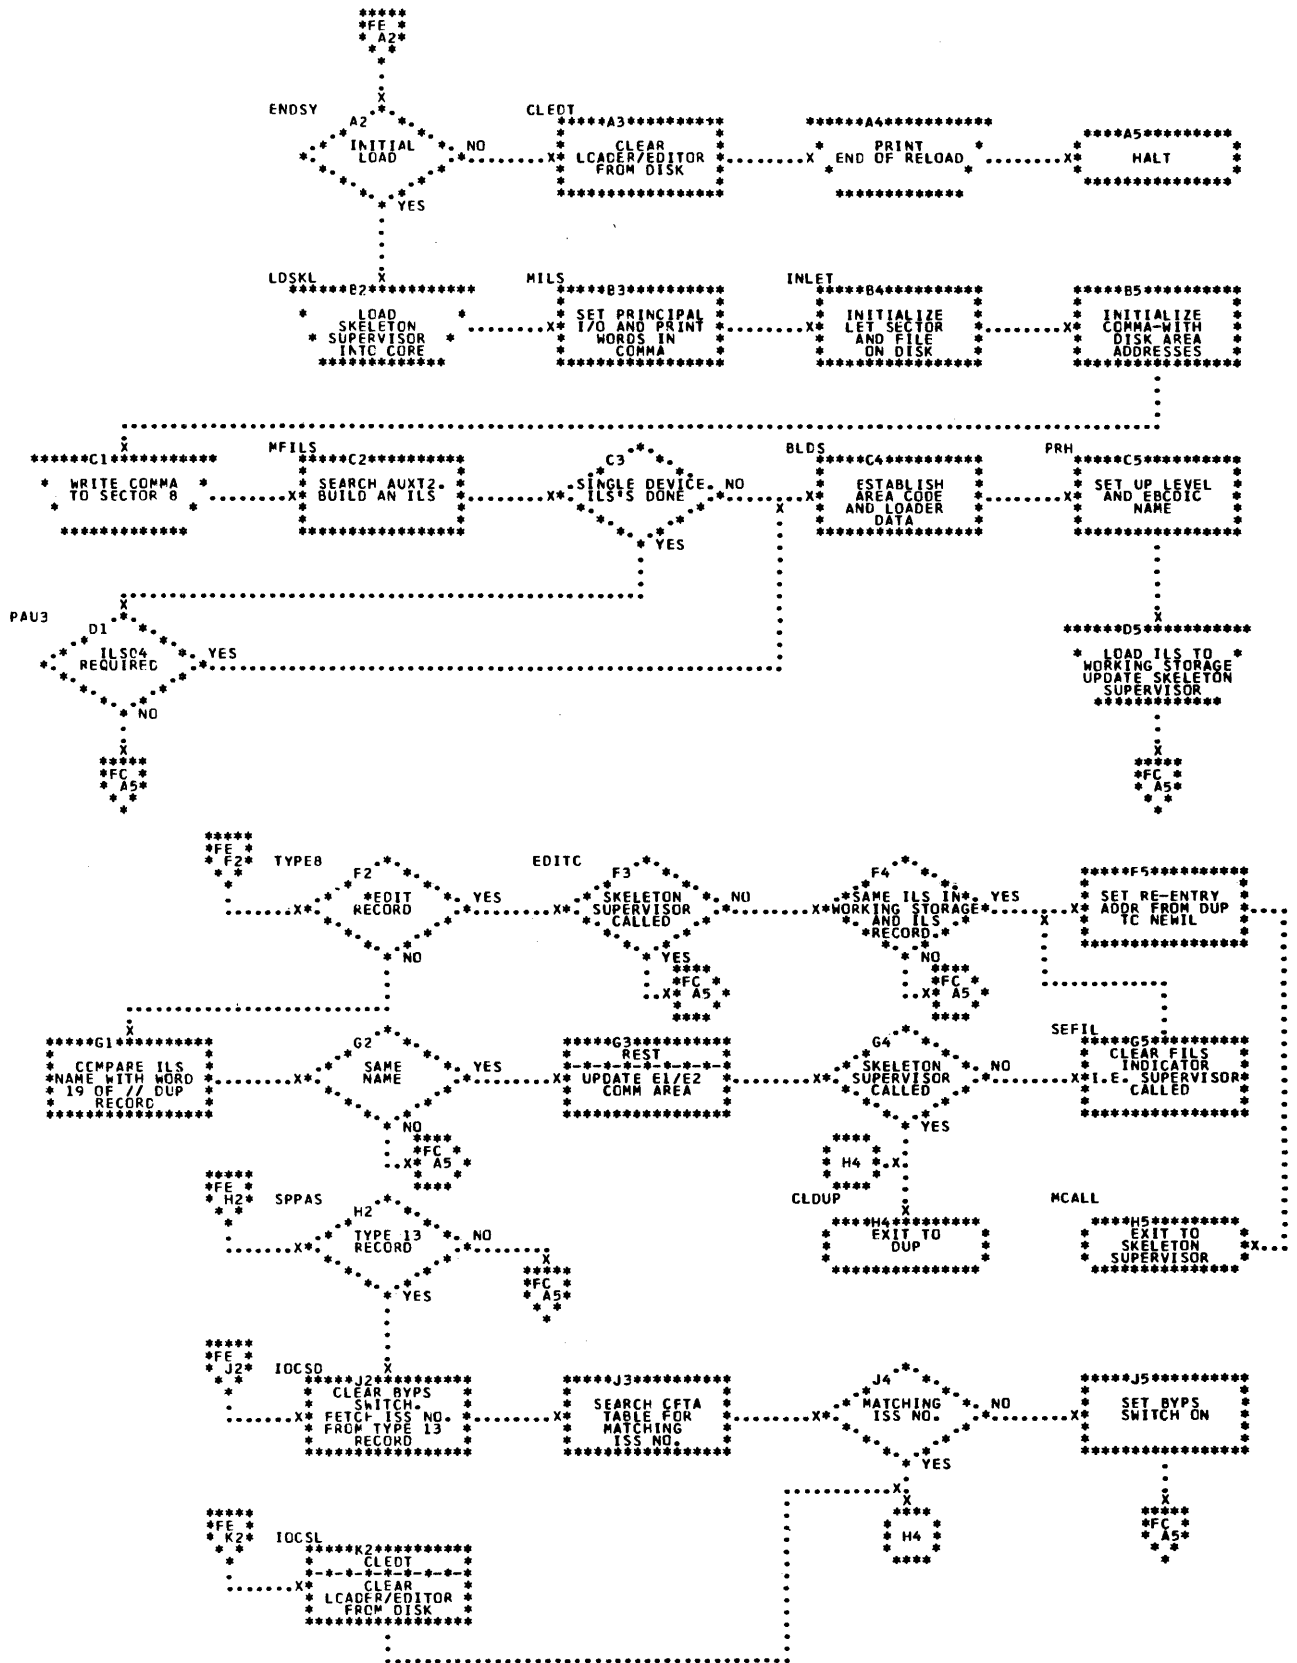 FE
A2
ENDSY
A2
INITIAL
LOAD
NO
YES
CLEDT
A3
CLEAR
LOADER/EDITOR
FROM DISK
A4
PRINT
END OF RELOAD
A5
HALT
LDSKL
B2
LOAD
SKELETON
SUPERVISOR
INTO CORE
MILS
B3
SET PRINCIPAL
I/O AND PRINT
WORDS IN
COMMA
INLET
B4
INITIALIZE
LET SECTOR
AND FILE
ON DISK
B5
INITIALIZE
COMMA-WITH
DISK AREA
ADDRESSES
C1
WRITE COMMA
TO SECTOR 8
MFILS
C2
SEARCH AUXT2.
BUILD AN ILS
C3
SINGLE DEVICE
ILS'S DONE
NO
YES
BLDS
C4
ESTABLISH
AREA CODE
AND LOADER
DATA
PRH
C5
SET UP LEVEL
AND EBCDIC
NAME
PAU3
D1
ILS04
REQUIRED
YES
NO
D5
LOAD ILS TO
WORKING STORAGE
UPDATE SKELETON
SUPERVISOR
FC
A5
FC
A5
FE
F2
TYPE8
F2
*EDIT
RECORD
YES
NO
EDITC
F3
SKELETON
SUPERVISOR
CALLED
NO
YES
FC
A5
F4
SAME ILS IN
WORKING STORAGE
AND ILS
RECORD
YES
NO
FC
A5
F5
SET RE-ENTRY
ADDR FROM DUP
TC NEWIL
G1
COMPARE ILS
NAME WITH WORD
19 OF // DUP
RECORD
G2
SAME
NAME
YES
NO
FC
A5
G3
REST
UPDATE E1/E2
COMM AREA
G4
SKELETON
SUPERVISOR
CALLED
NO
YES
SEFIL
G5
CLEAR FILS
INDICATOR
I.E. SUPERVISOR
CALLED
H4
FE
H2
SPPAS
H2
TYPE 13
RECORD
NO
YES
FC
A5
CLDUP
H4
EXIT TO
DUP
MCALL
H5
EXIT TO
SKELETON
SUPERVISOR
FE
J2
IOCSD
J2
CLEAR BYPS
SWITCH.
FETCH ISS NO.
FROM TYPE 13
RECORD
J3
SEARCH CFTA
TABLE FOR
MATCHING
ISS NO.
J4
MATCHING
ISS NO.
NO
YES
J5
SET BYPS
SWITCH ON
H4
FC
A5
FE
K2
IOCSL
K2
CLEDT
CLEAR
LOADER/EDITOR
FROM DISK